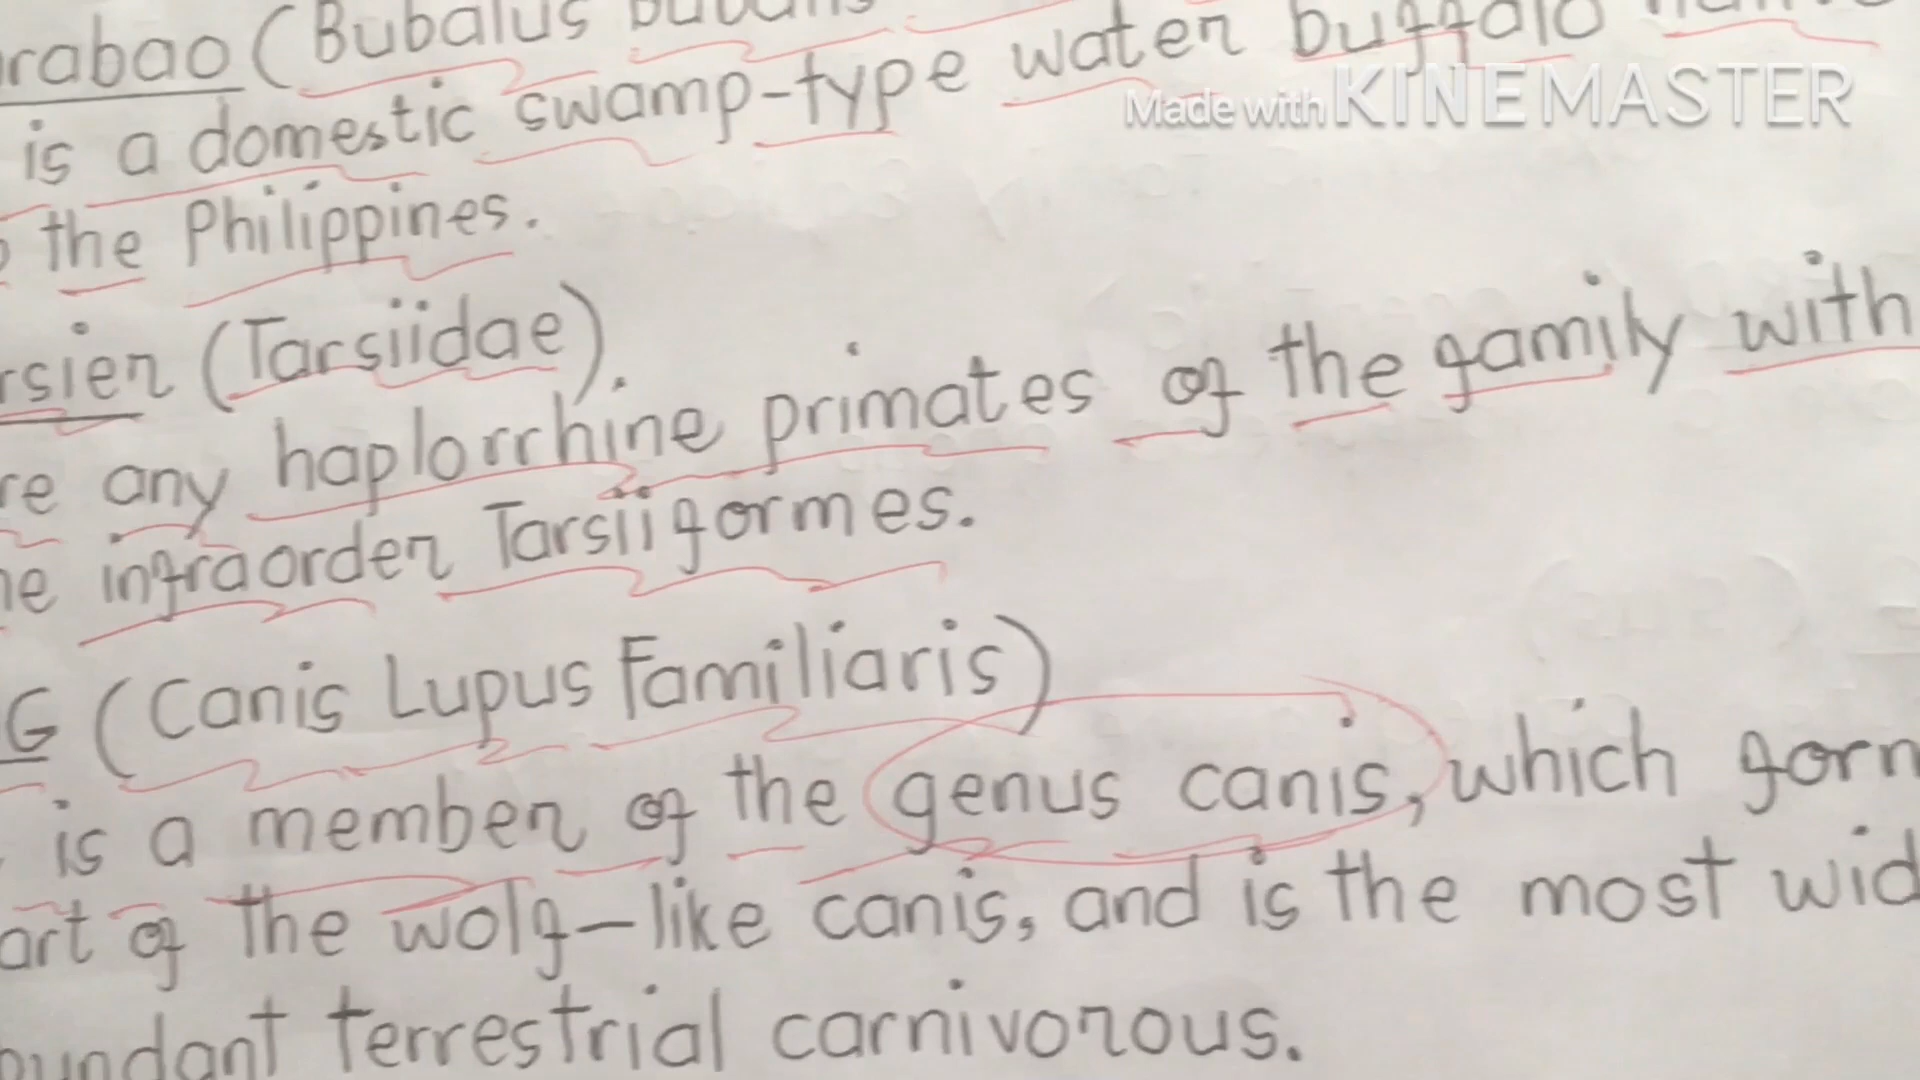 rabao (Bubalus bubalis
water buffalo
is a domestic swamp-type
Made with KINEMASTER
the Philippines.
rsier (Tarsiidae).
re any haplorrhine primates of the family with
he infraorder Tarsiiformes.
G (Canis Lupus Familiaris)
is a member of the genus canis, which form
art of the wolf-like canis, and is the most wid
bundant terrestrial carnivorous.